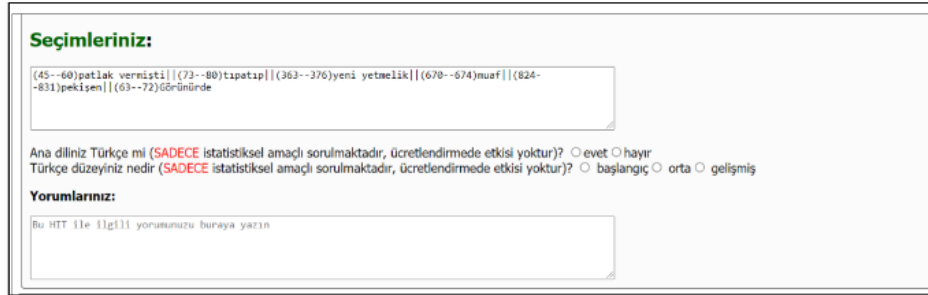 Seçimleriniz:
(45--60)patlak vermişti||(73--80)tıpatıp||(363--376)yeni yetmelik||(670--674)muaf||(824-
-831)pekişen||(63--72)Görünürde
Ana diliniz Türkçe mi (SADECE istatistiksel amaçlı sorulmaktadır, ücretlendirmede etkisi yoktur)? evet hayır
Türkçe düzeyiniz nedir (SADECE istatistiksel amaçlı sorulmaktadır, ücretlendirmede etkisi yoktur)? başlangıç orta gelişmiş
Yorumlarınız:
Bu HIT ile ilgili yorumunuzu buraya yazın